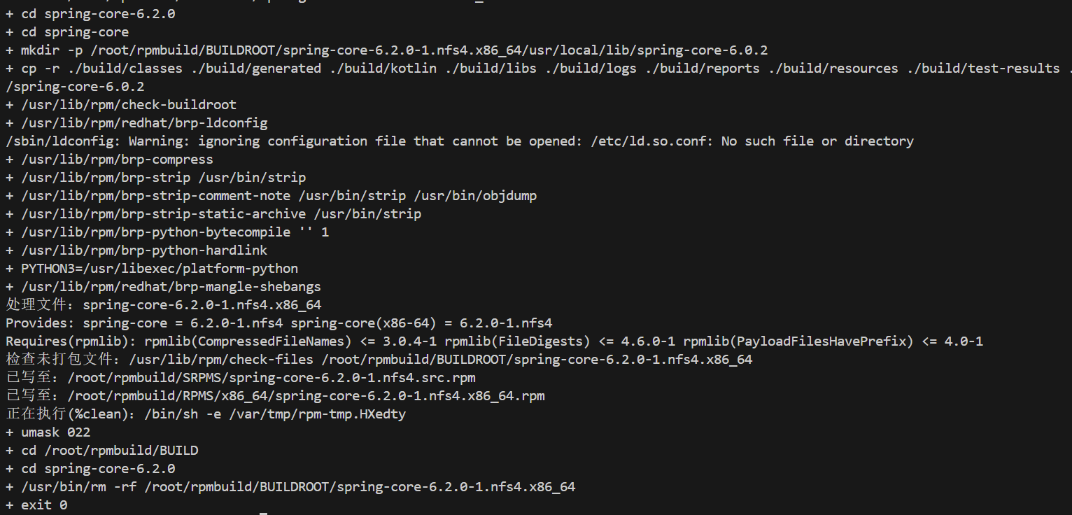 + cd spring-core-6.2.0
+ cd spring-core
+ mkdir -p /root/rpmbuild/BUILDROOT/spring-core-6.2.0-1.nfs4.x86_64/usr/local/lib/spring-core-6.0.2
+ cp -r ./build/classes ./build/generated ./build/kotlin ./build/libs ./build/logs ./build/reports ./build/resources ./build/test-results .
/spring-core-6.0.2
+ /usr/lib/rpm/check-buildroot
+ /usr/lib/rpm/redhat/brp-ldconfig
/sbin/ldconfig: Warning: ignoring configuration file that cannot be opened: /etc/ld.so.conf: No such file or directory
+ /usr/lib/rpm/brp-compress
+ /usr/lib/rpm/brp-strip /usr/bin/strip
+ /usr/lib/rpm/brp-strip-comment-note /usr/bin/strip /usr/bin/objdump
+ /usr/lib/rpm/brp-strip-static-archive /usr/bin/strip
+ /usr/lib/rpm/brp-python-bytecompile '' 1
+ /usr/lib/rpm/brp-python-hardlink
+ PYTHON3=/usr/libexec/platform-python
+ /usr/lib/rpm/redhat/brp-mangle-shebangs
处理文件：spring-core-6.2.0-1.nfs4.x86_64
Provides: spring-core = 6.2.0-1.nfs4 spring-core(x86-64) = 6.2.0-1.nfs4
Requires(rpmlib): rpmlib(CompressedFileNames) <= 3.0.4-1 rpmlib(FileDigests) <= 4.6.0-1 rpmlib(PayloadFilesHavePrefix) <= 4.0-1
检查未打包文件：/usr/lib/rpm/check-files /root/rpmbuild/BUILDROOT/spring-core-6.2.0-1.nfs4.x86_64
已写至：/root/rpmbuild/SRPMS/spring-core-6.2.0-1.nfs4.src.rpm
已写至：/root/rpmbuild/RPMS/x86_64/spring-core-6.2.0-1.nfs4.x86_64.rpm
正在执行(%clean)：/bin/sh -e /var/tmp/rpm-tmp.HXedty
+ umask 022
+ cd /root/rpmbuild/BUILD
+ cd spring-core-6.2.0
+ /usr/bin/rm -rf /root/rpmbuild/BUILDROOT/spring-core-6.2.0-1.nfs4.x86_64
+ exit 0